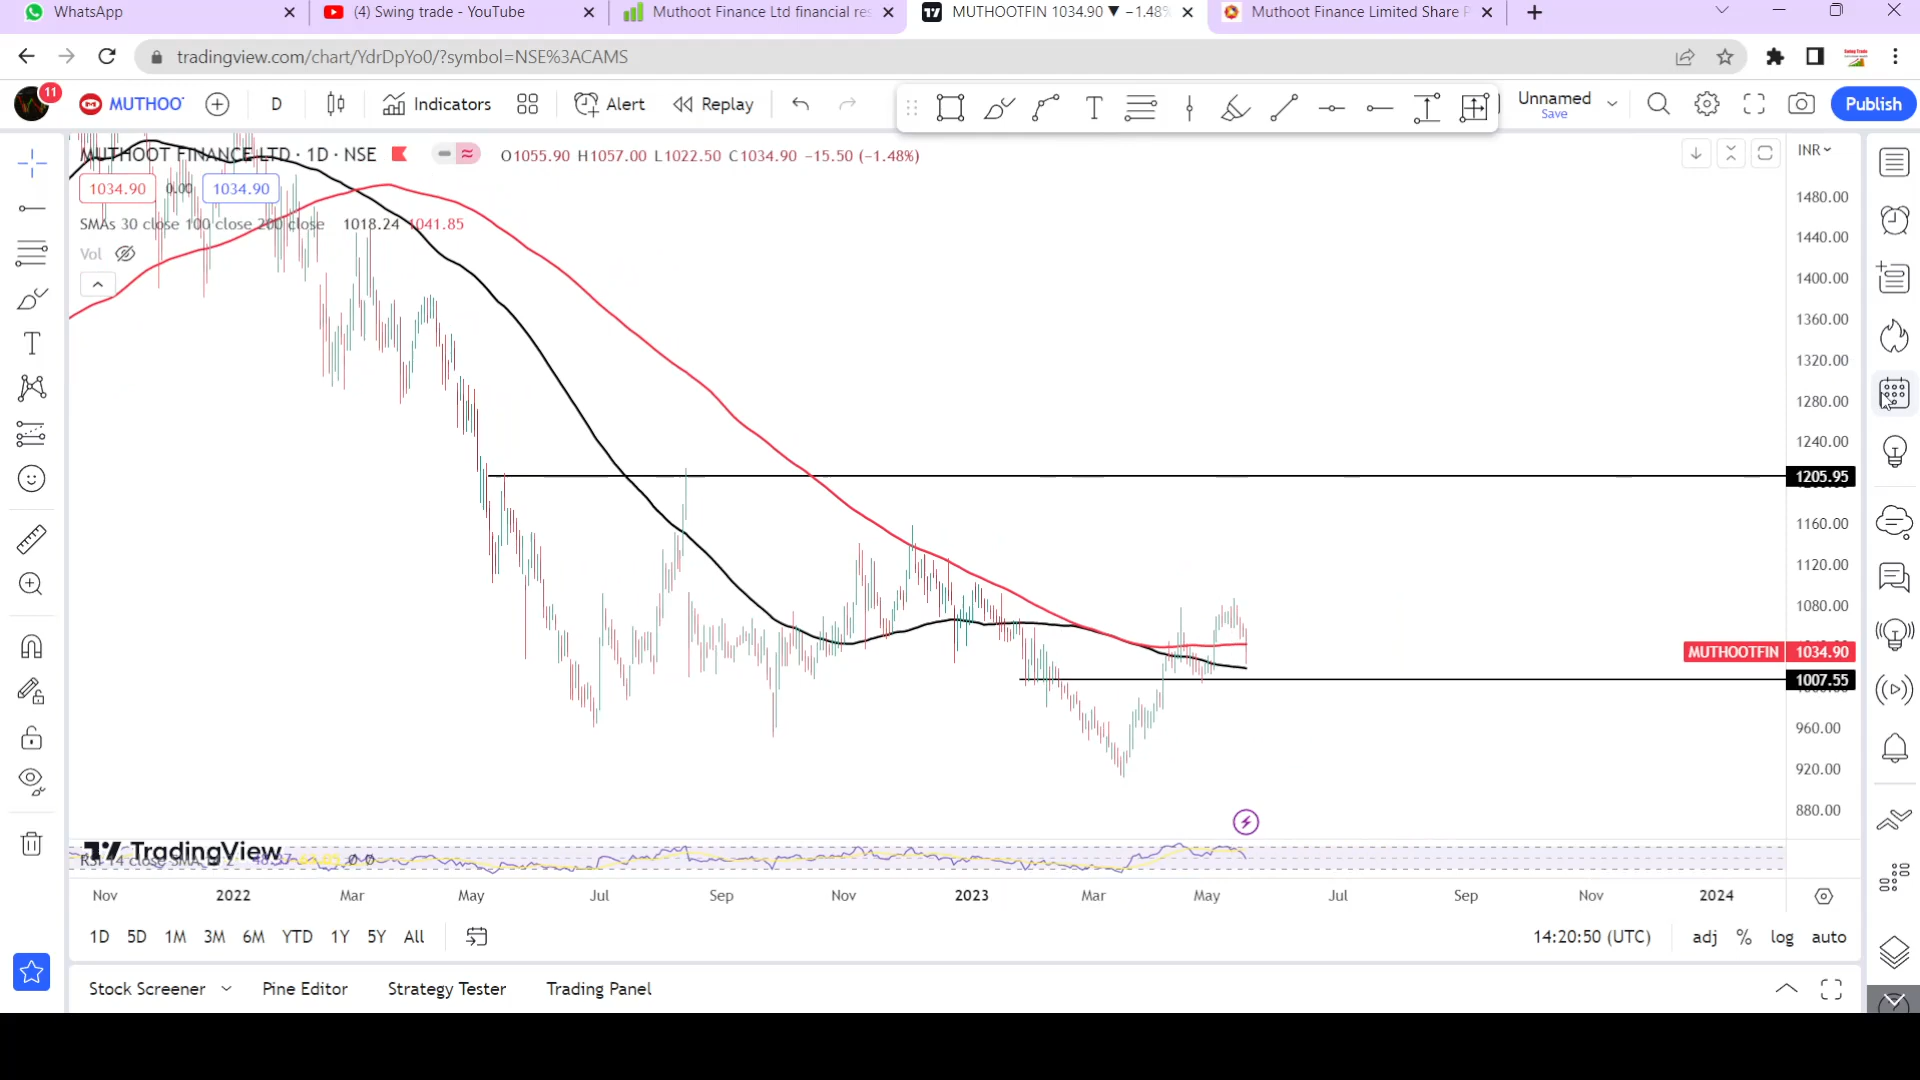 WhatsApp
(4) Swing trade - YouTube
Muthoot Finance Ltd financial res
MUTHOOTFIN 1034.90 ▼ −1.48%
Muthoot Finance Limited Share P
tradingview.com/chart/YdrDpYo0/?symbol=NSE%3ACAMS
11
MUTHOO
D
Indicators
Alert
Replay
Unnamed
Save
Publish
MUTHOOT FINANCE LTD · 1D · NSE
O1055.90 H1057.00 L1022.50 C1034.90 −15.50 (−1.48%)
INR
1034.90
0.00
1034.90
SMAs 30 close 100 close 200 close 1018.24 1041.85
Vol
1480.00
1440.00
1400.00
1360.00
1320.00
1280.00
1240.00
1205.95
1160.00
1120.00
1080.00
MUTHOOTFIN 1034.90
1007.55
960.00
920.00
880.00
TradingView
RSI 14 close SMA
Nov 2022 Mar May Jul Sep Nov 2023 Mar May Jul Sep Nov 2024
1D 5D 1M 3M 6M YTD 1Y 5Y All
14:20:50 (UTC)
adj % log auto
Stock Screener
Pine Editor
Strategy Tester
Trading Panel